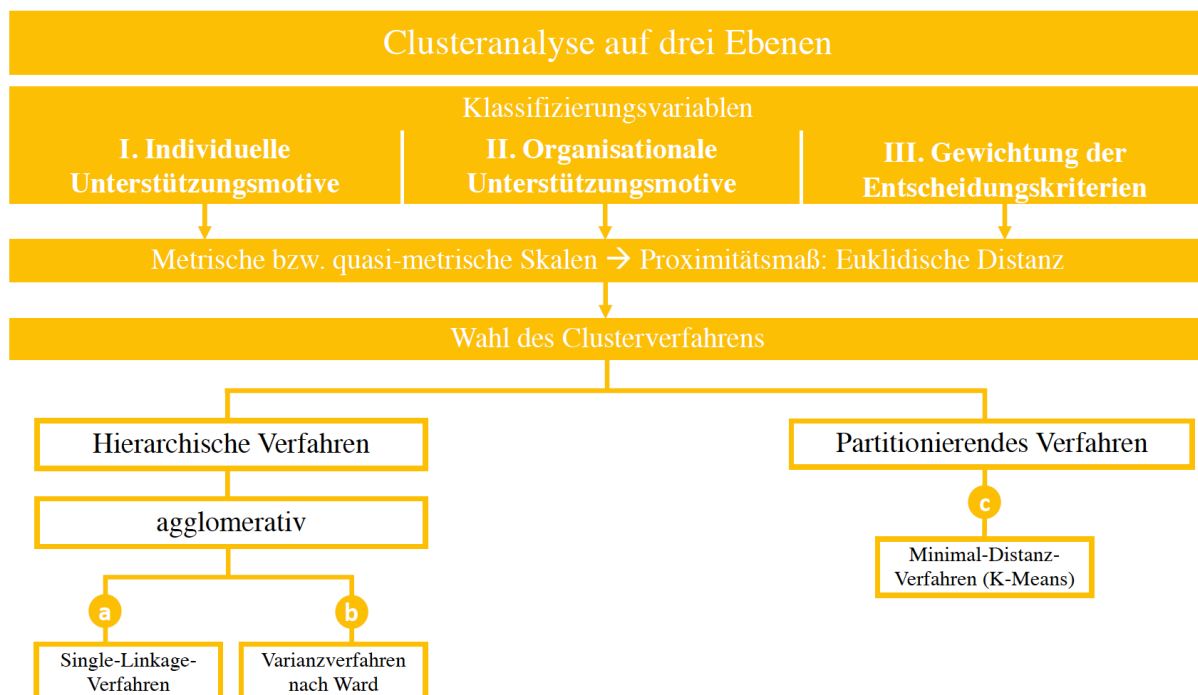 Clusteranalyse auf drei Ebenen
Klassifizierungsvariablen
I. Individuelle
Unterstützungsmotive
II. Organisationale
Unterstützungsmotive
III. Gewichtung der
Entscheidungskriterien
Metrische bzw. quasi-metrische Skalen → Proximitätsmaß: Euklidische Distanz
Wahl des Clusterverfahrens
Hierarchische Verfahren
agglomerativ
a
Single-Linkage-
Verfahren
b
Varianzverfahren
nach Ward
Partitionierendes Verfahren
c
Minimal-Distanz-
Verfahren (K-Means)